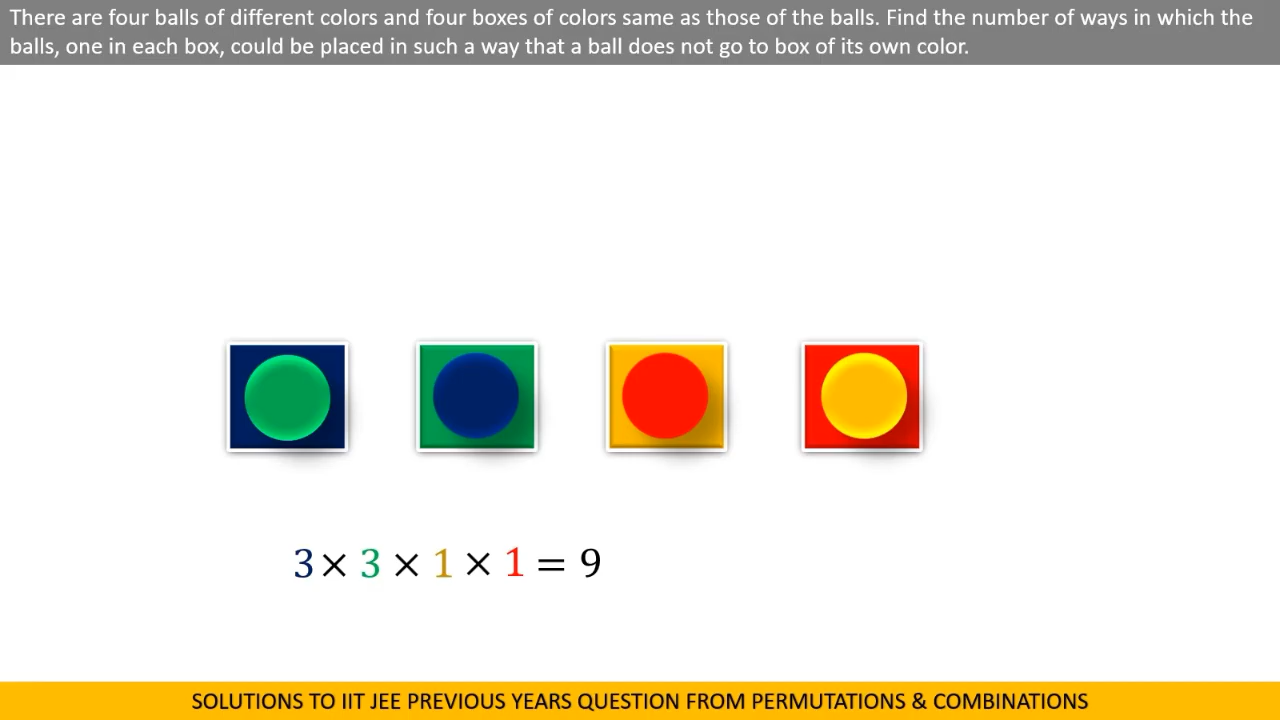 There are four balls of different colors and four boxes of colors same as those of the balls. Find the number of ways in which the
balls, one in each box, could be placed in such a way that a ball does not go to box of its own color.
3 × 3 × 1 × 1 = 9
SOLUTIONS TO IIT JEE PREVIOUS YEARS QUESTION FROM PERMUTATIONS & COMBINATIONS